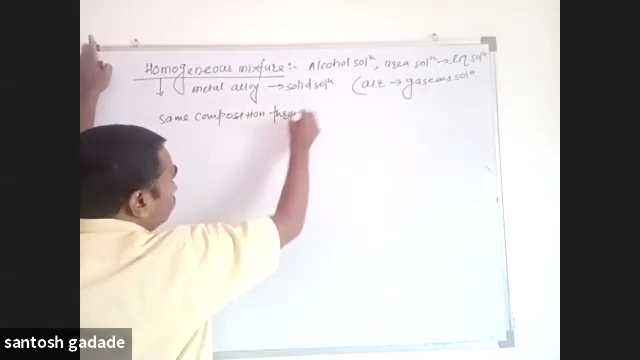 Homogeneous mixture:- Alcohol solⁿ, urea solⁿ → liq solⁿ
↓ metal alloy → solid solⁿ (air → gaseous solⁿ.
same composition
santosh gadade